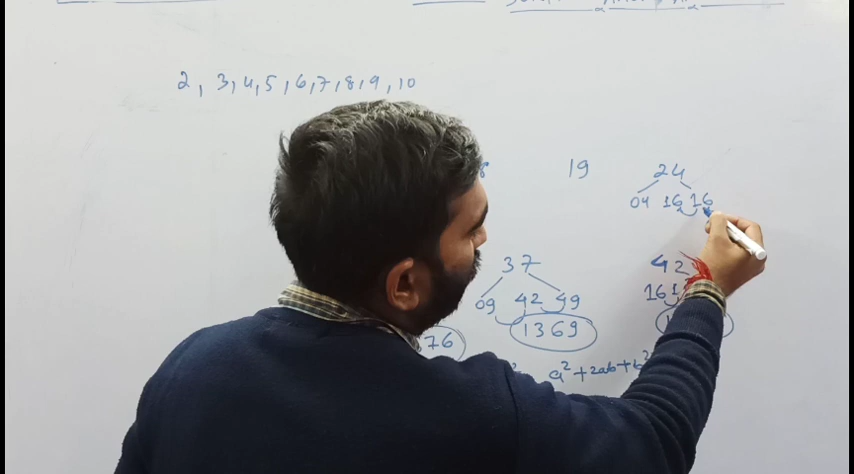 2, 3, 4, 5, 6, 7, 8, 9, 10
19 24
04 16 16
37 42
09 42 49 16
1369
76 a²+2ab+b²